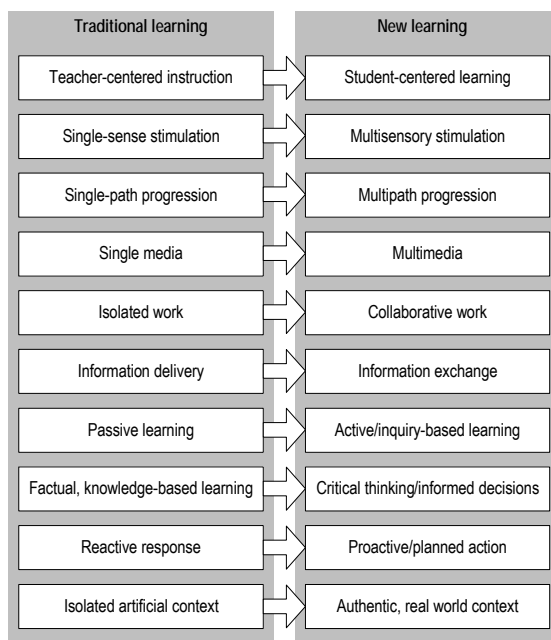 Traditional learning
New learning
Teacher-centered instruction
Student-centered learning
Single-sense stimulation
Multisensory stimulation
Single-path progression
Multipath progression
Single media
Multimedia
Isolated work
Collaborative work
Information delivery
Information exchange
Passive learning
Active/inquiry-based learning
Factual, knowledge-based learning
Critical thinking/informed decisions
Reactive response
Proactive/planned action
Isolated artificial context
Authentic, real world context